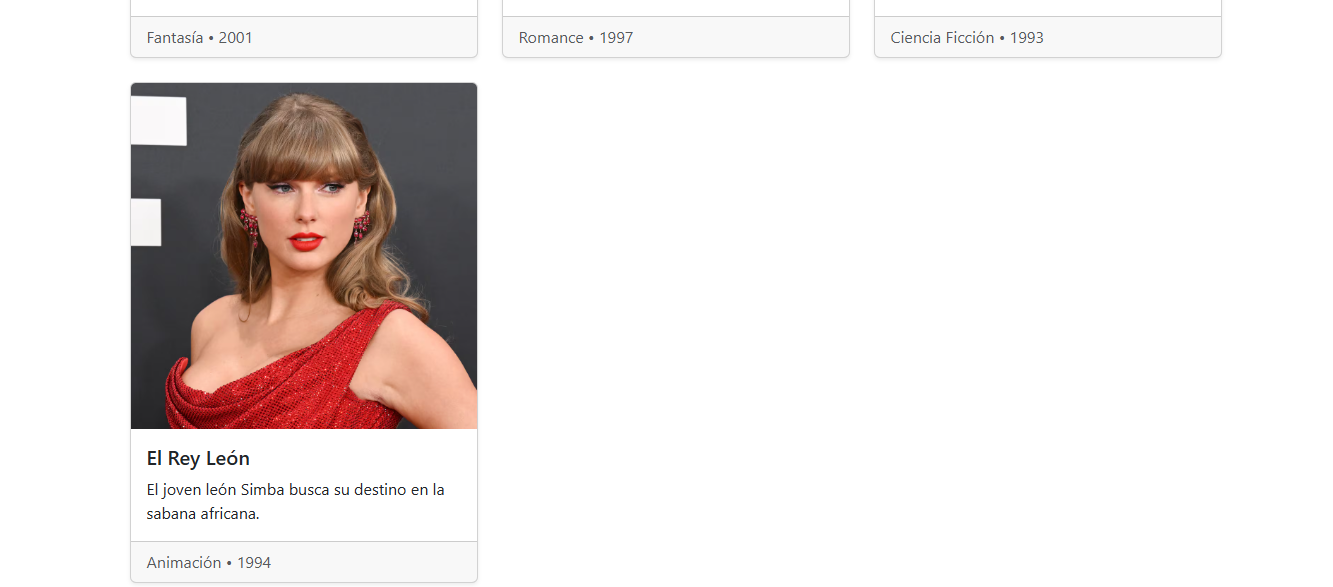 Fantasía • 2001
Romance • 1997
Ciencia Ficción • 1993
El Rey León
El joven león Simba busca su destino en la
sabana africana.
Animación • 1994